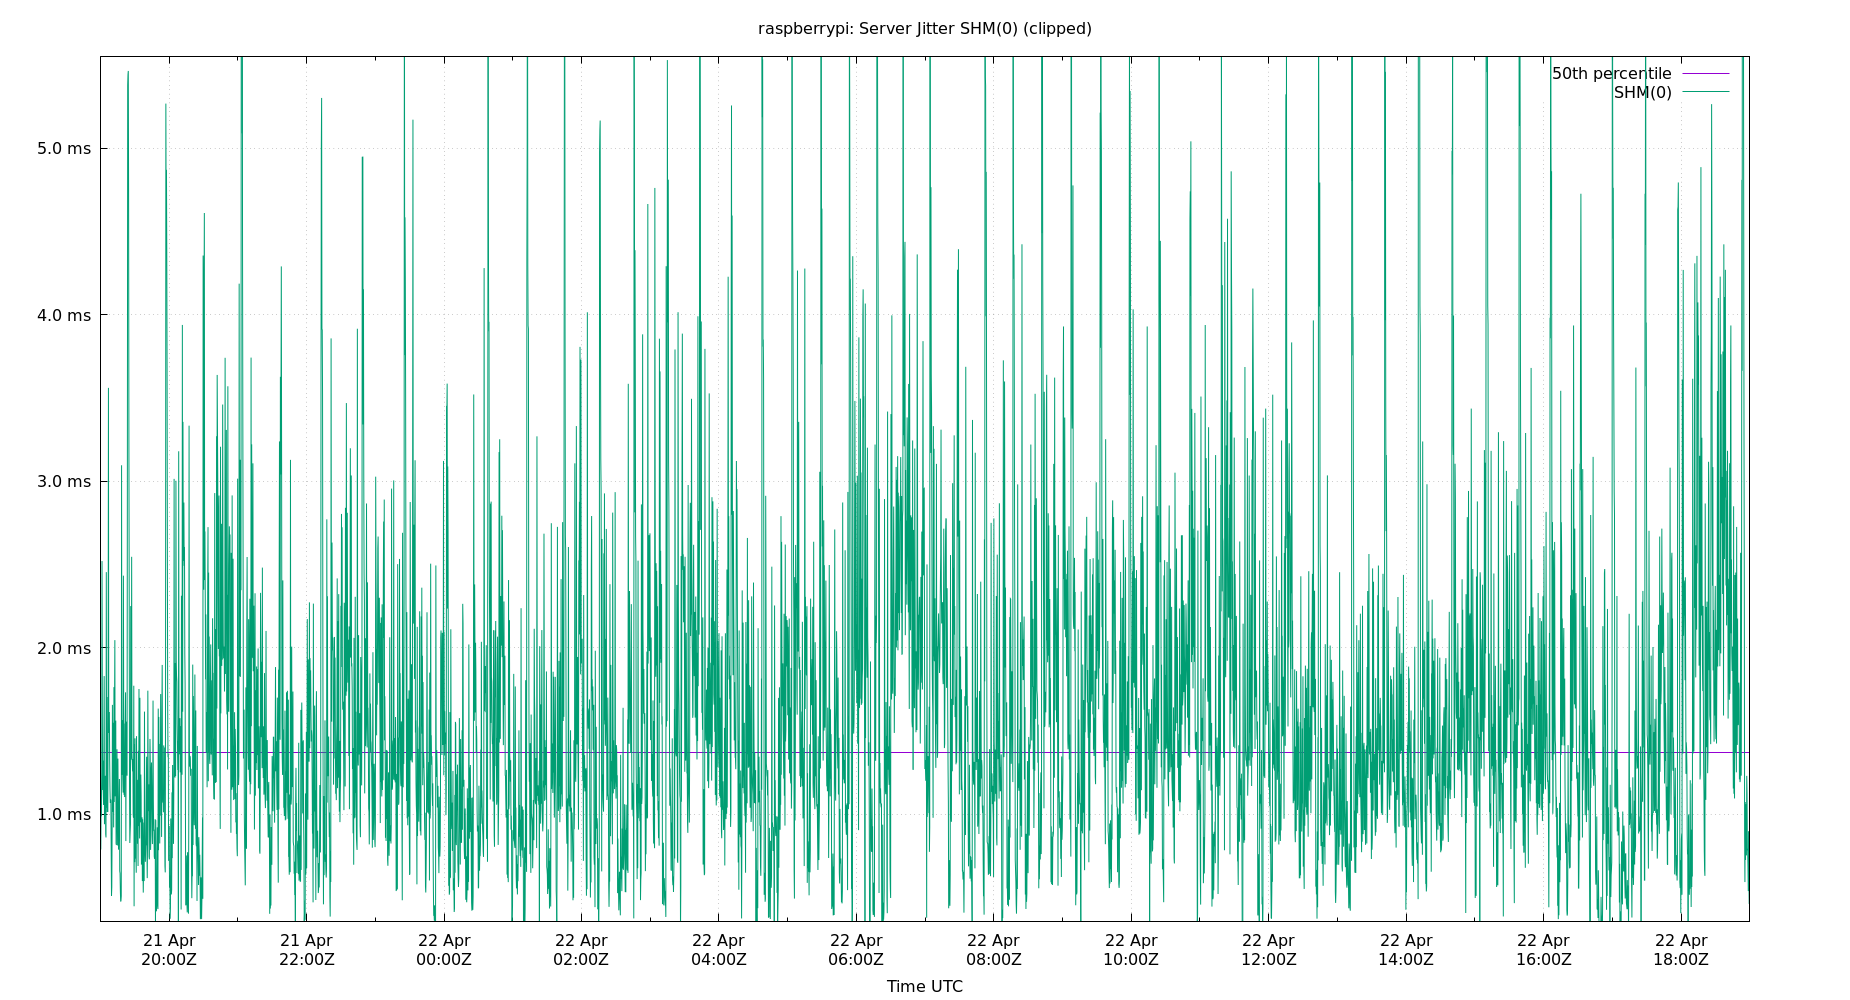 raspberrypi: Server Jitter SHM(0) (clipped)
50th percentile
SHM(0)
5.0 ms
4.0 ms
3.0 ms
2.0 ms
1.0 ms
21 Apr 21 Apr 22 Apr 22 Apr 22 Apr 22 Apr 22 Apr 22 Apr 22 Apr 22 Apr 22 Apr 22 Apr
20:00Z 22:00Z 00:00Z 02:00Z 04:00Z 06:00Z 08:00Z 10:00Z 12:00Z 14:00Z 16:00Z 18:00Z
Time UTC